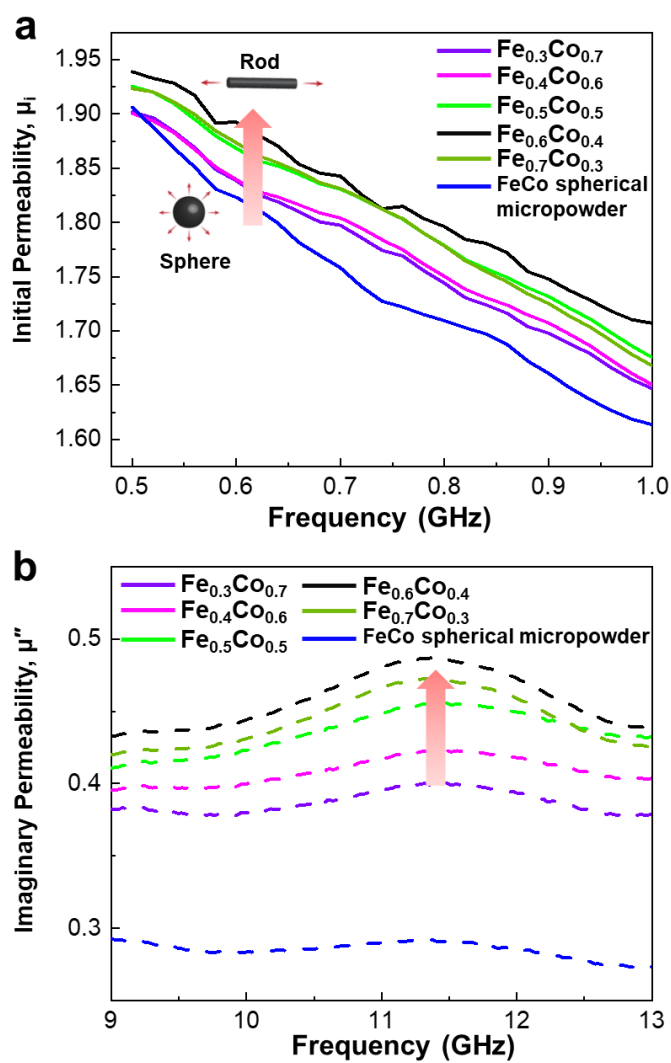 a
Initial Permeability, μi
1.95
1.90
1.85
1.80
1.75
1.70
1.65
1.60
Rod
Sphere
Fe0.3Co0.7
Fe0.4Co0.6
Fe0.5Co0.5
Fe0.6Co0.4
Fe0.7Co0.3
FeCo spherical
micropowder
0.5 0.6 0.7 0.8 0.9 1.0
Frequency (GHz)
b
Imaginary Permeability, μ″
Fe0.3Co0.7 Fe0.6Co0.4
Fe0.4Co0.6 Fe0.7Co0.3
Fe0.5Co0.5 FeCo spherical micropowder
0.5
0.4
0.3
9 10 11 12 13
Frequency (GHz)